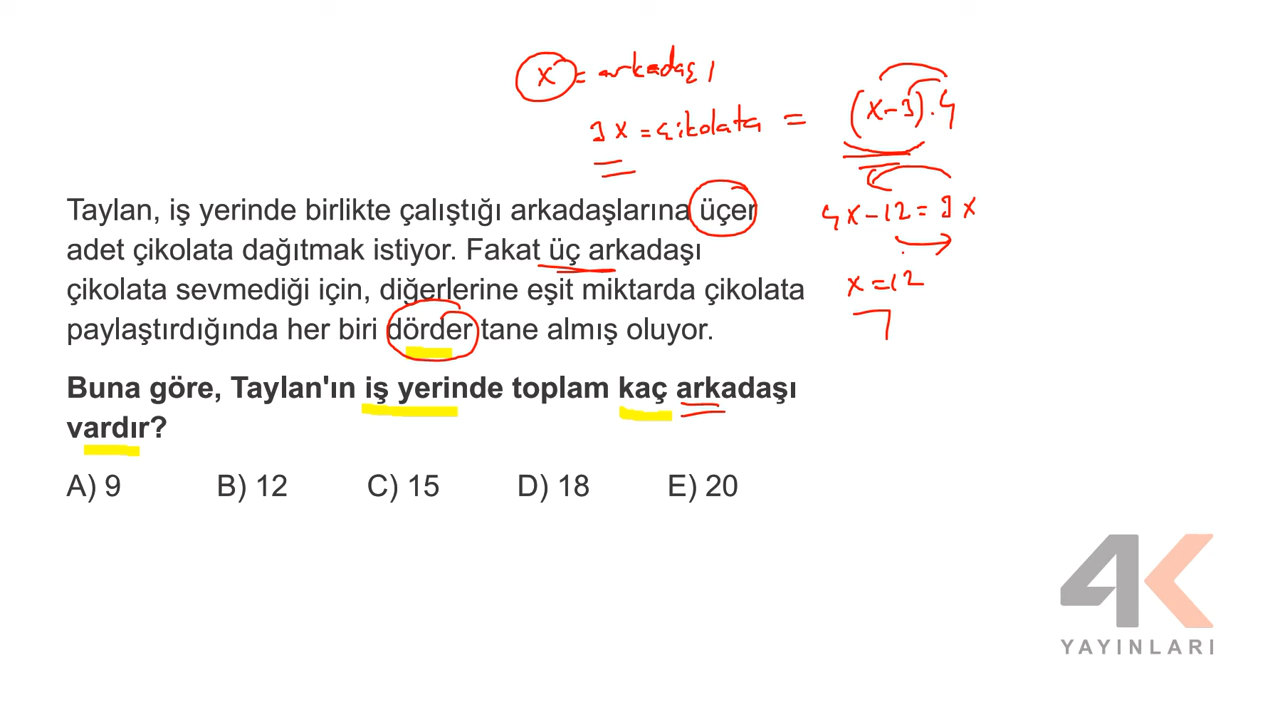 x = arkadaş ı
3x = çikolata = (x-3).4
Taylan, iş yerinde birlikte çalıştığı arkadaşlarına üçer
adet çikolata dağıtmak istiyor. Fakat üç arkadaşı
çikolata sevmediği için, diğerlerine eşit miktarda çikolata
paylaştırdığında her biri dörder tane almış oluyor.
4x-12=3x
x=12
Buna göre, Taylan'ın iş yerinde toplam kaç arkadaşı
vardır?
A) 9 B) 12 C) 15 D) 18 E) 20
4K
YAYINLARI